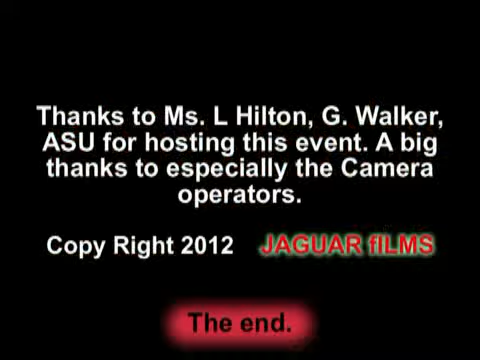 Thanks to Ms. L Hilton, G. Walker,
ASU for hosting this event. A big
thanks to especially the Camera
operators.
Copy Right 2012 JAGUAR fILMS
The end.